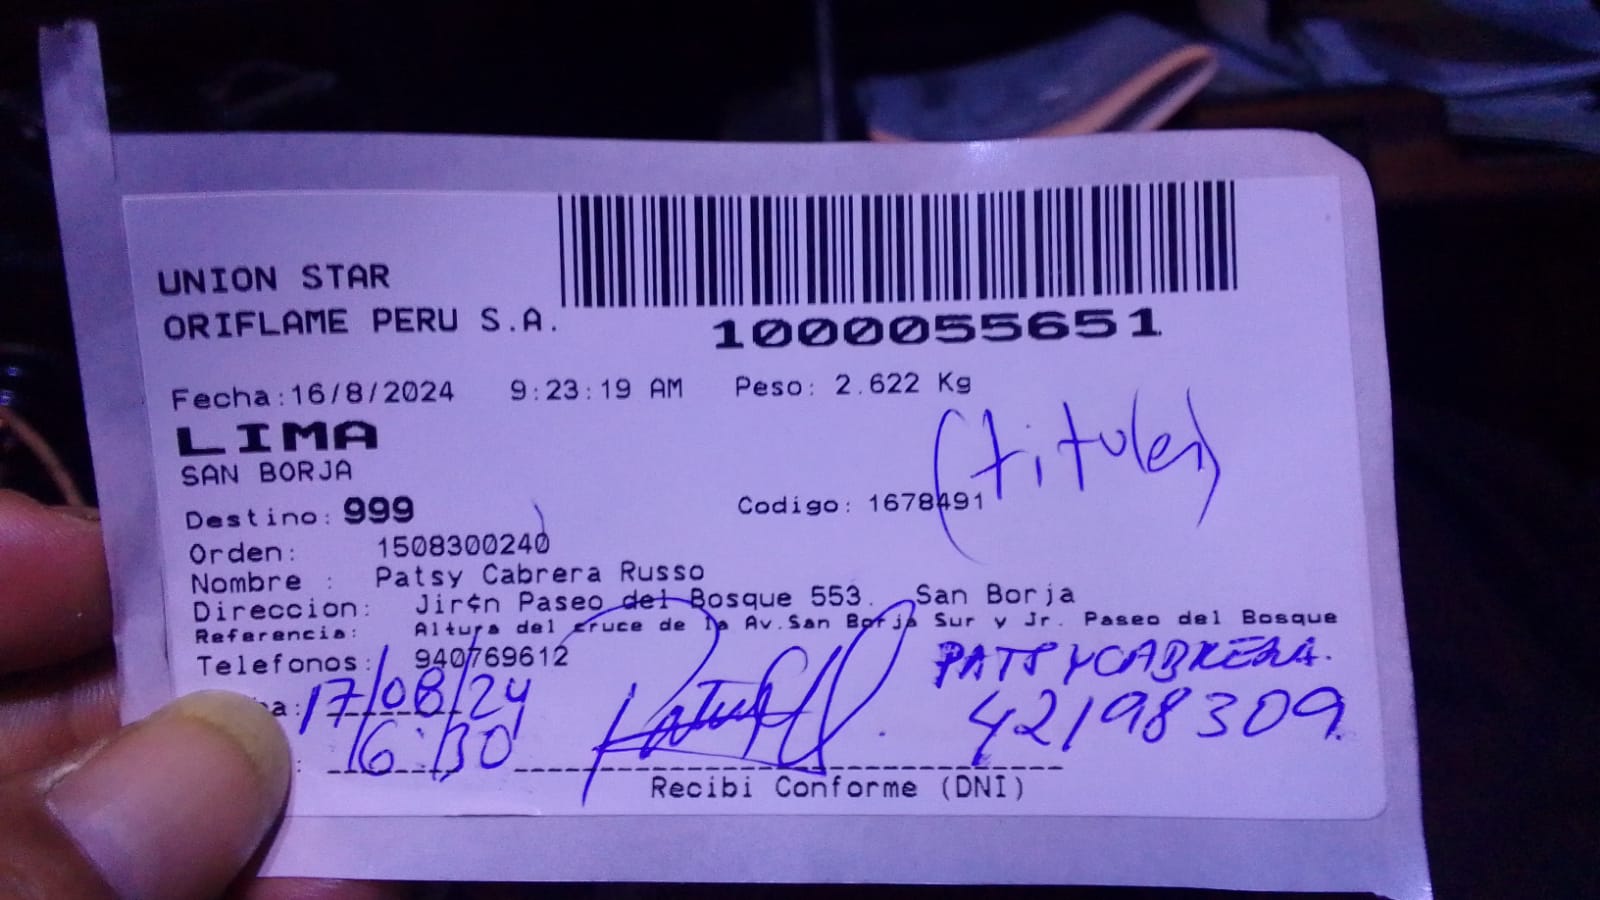 UNION STAR
ORIFLAME PERU S.A.
1000055651
Fecha:16/8/2024 9:23:19 AM Peso: 2.622 Kg
LIMA
SAN BORJA
(titular)
Destino: 999 Codigo: 1678491
Orden: 1508300240
Nombre : Patsy Cabrera Russo
Direccion: Jir¢n Paseo del Bosque 553. San Borja
Referencia: Altura del cruce de la Av.San Borja Sur y Jr. Paseo del Bosque
Telefonos: 940769612
PATSY CABRERA.
a: 17/08/24
42198309
: 16:30
Recibi Conforme (DNI)